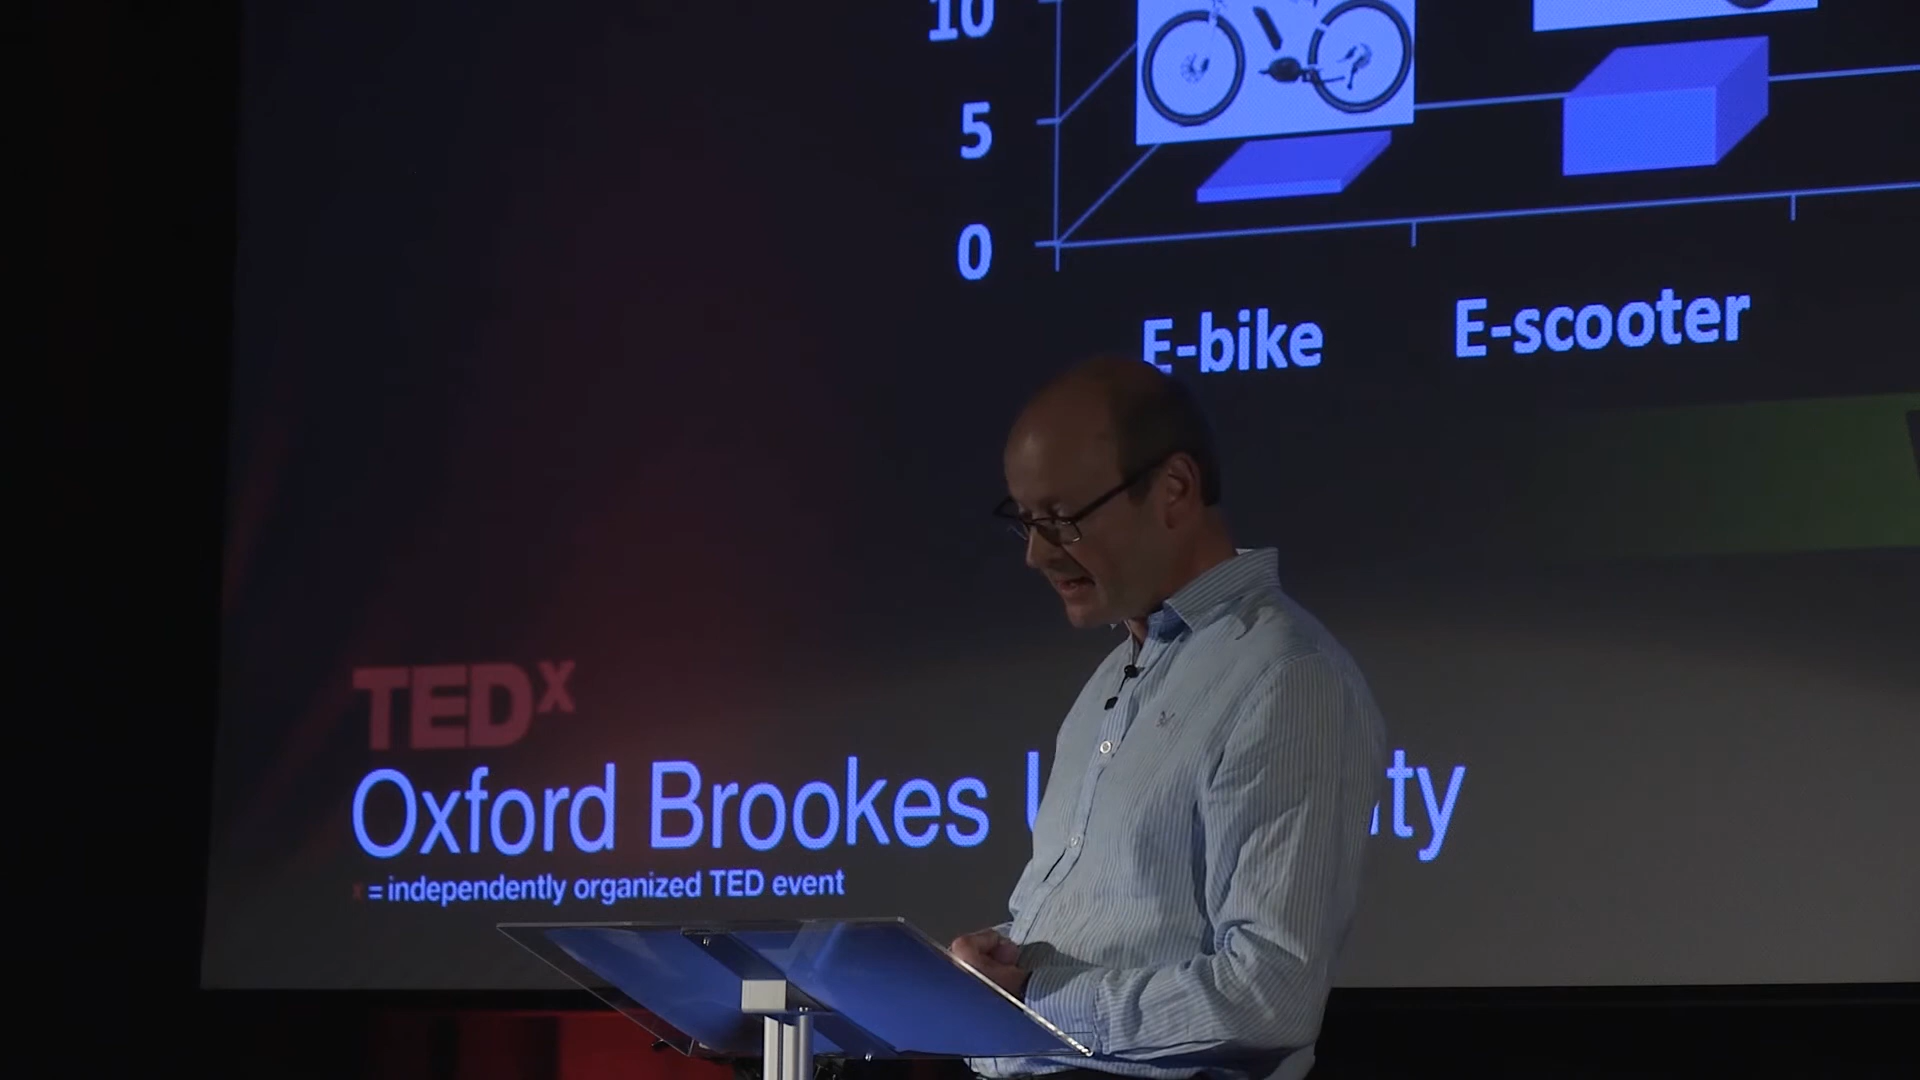 10
5
0
E-bike
E-scooter
TEDx
Oxford Brookes U ity
x = independently organized TED event